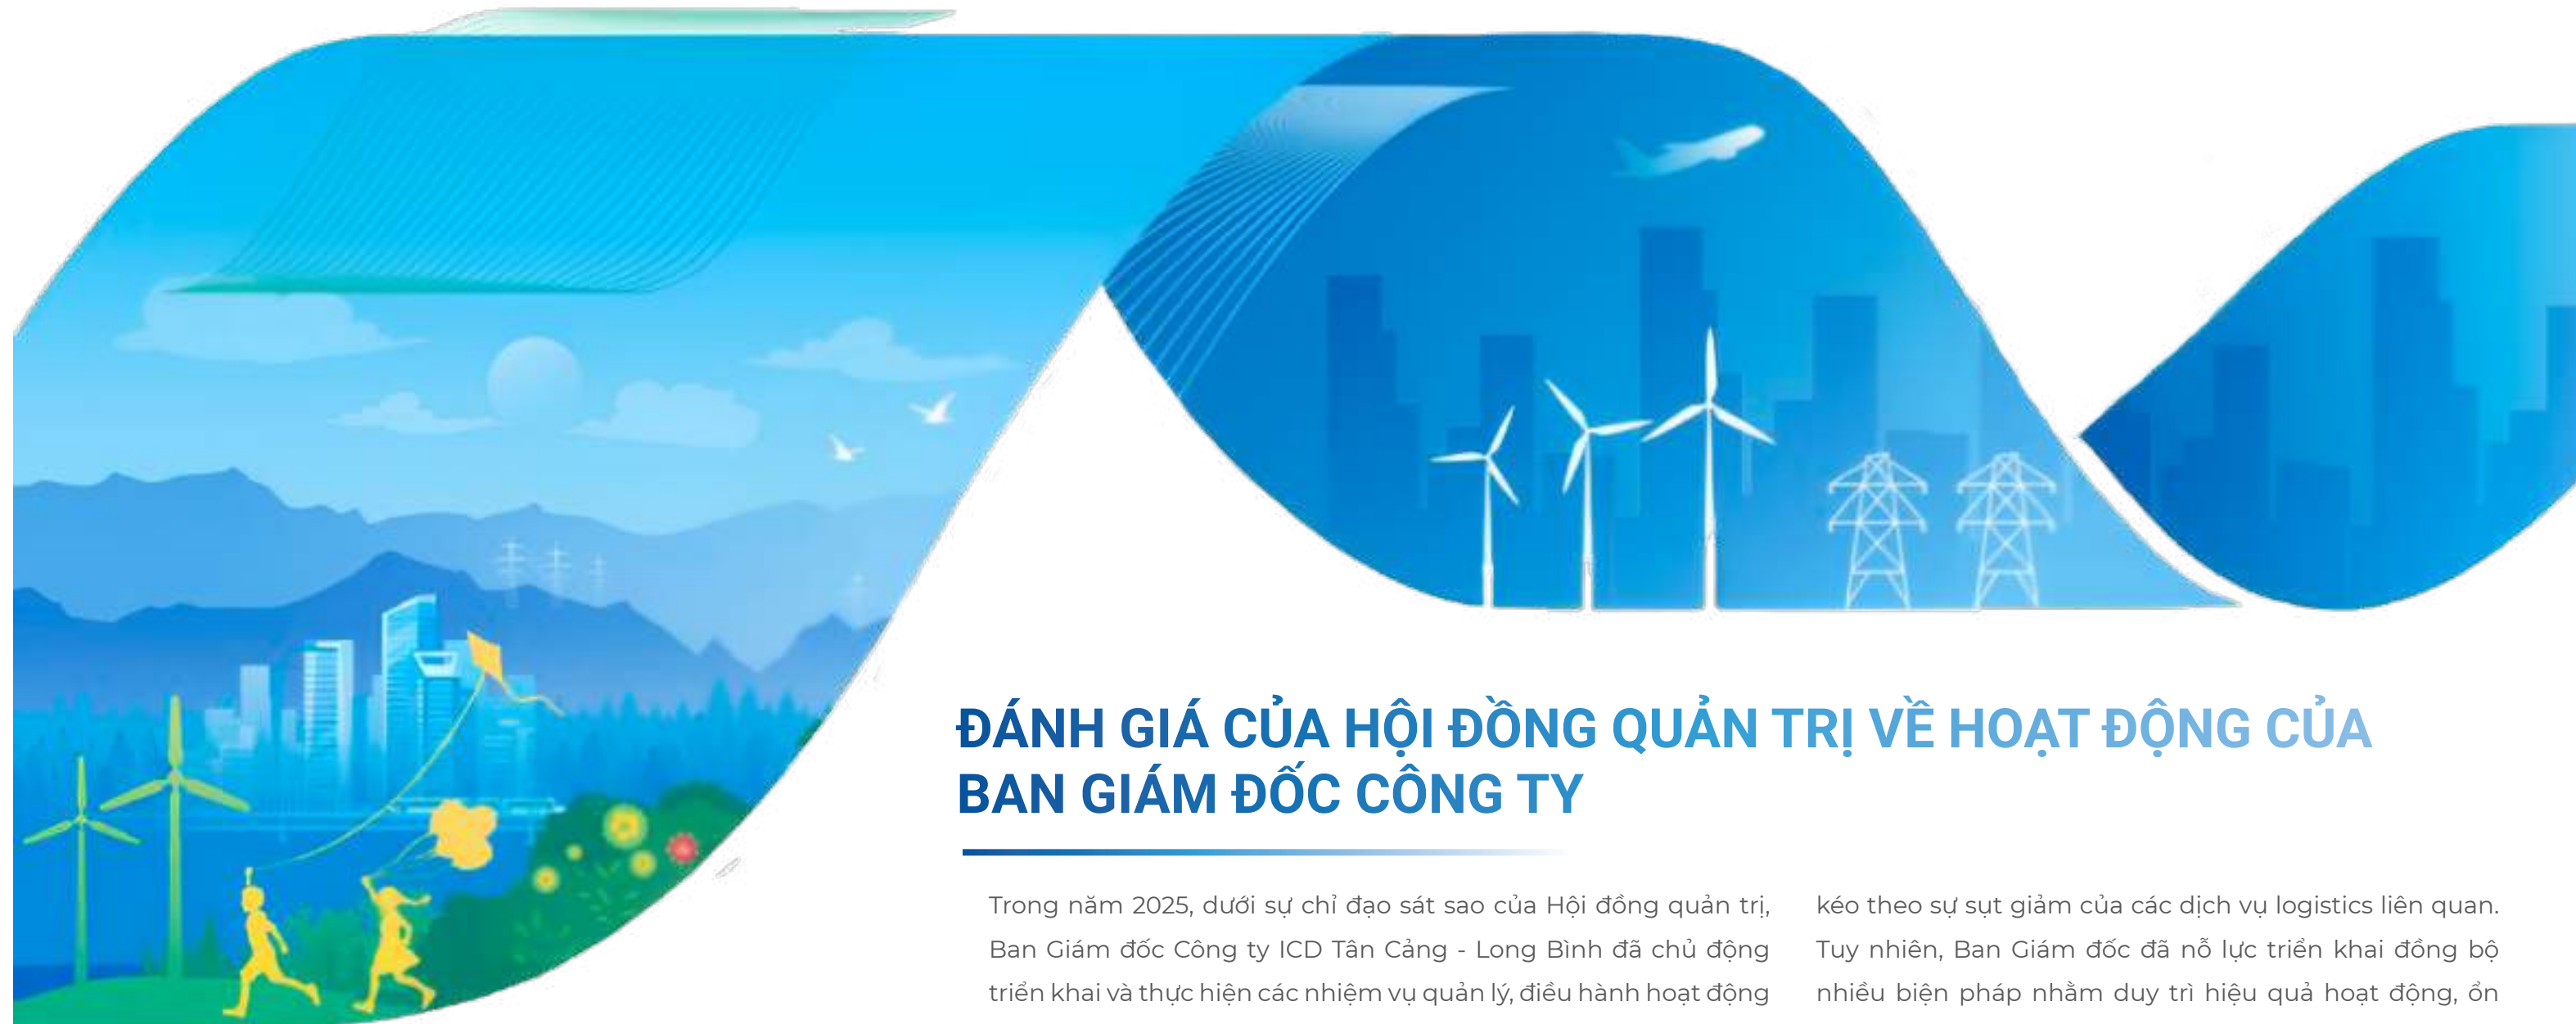 ĐÁNH GIÁ CỦA HỘI ĐỒNG QUẢN TRỊ VỀ HOẠT ĐỘNG CỦA
BAN GIÁM ĐỐC CÔNG TY
Trong năm 2025, dưới sự chỉ đạo sát sao của Hội đồng quản trị,
Ban Giám đốc Công ty ICD Tân Cảng - Long Bình đã chủ động
triển khai và thực hiện các nhiệm vụ quản lý, điều hành hoạt động
kéo theo sự sụt giảm của các dịch vụ logistics liên quan.
Tuy nhiên, Ban Giám đốc đã nỗ lực triển khai đồng bộ
nhiều biện pháp nhằm duy trì hiệu quả hoạt động, ổn